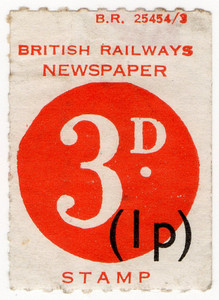 B.R. 25454/3
BRITISH RAILWAYS
NEWSPAPER
3D.
(1p)
STAMP